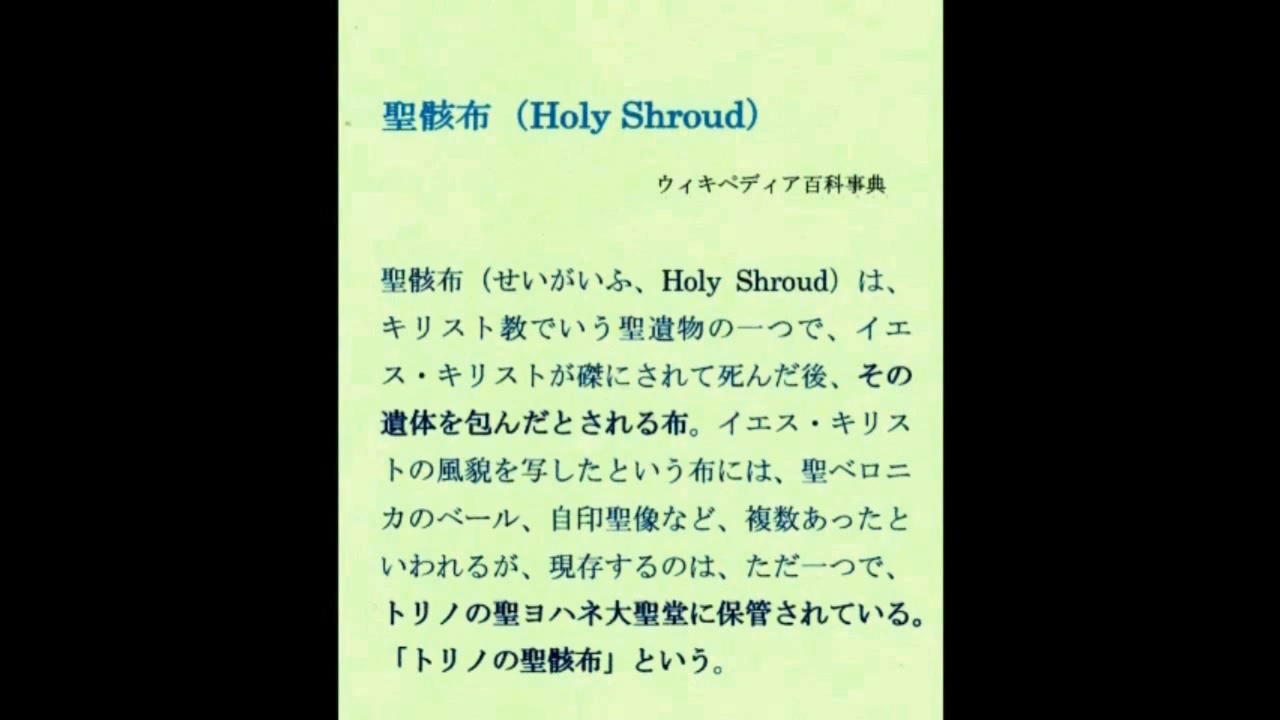 聖骸布（Holy Shroud）
ウィキペディア百科事典
聖骸布（せいがいふ、Holy Shroud）は、
キリスト教でいう聖遺物の一つで、イエ
ス・キリストが磔にされて死んだ後、その
遺体を包んだとされる布。イエス・キリス
トの風貌を写したという布には、聖ベロニ
カのベール、自印聖像など、複数あったと
いわれるが、現存するのは、ただ一つで、
トリノの聖ヨハネ大聖堂に保管されている。
「トリノの聖骸布」という。